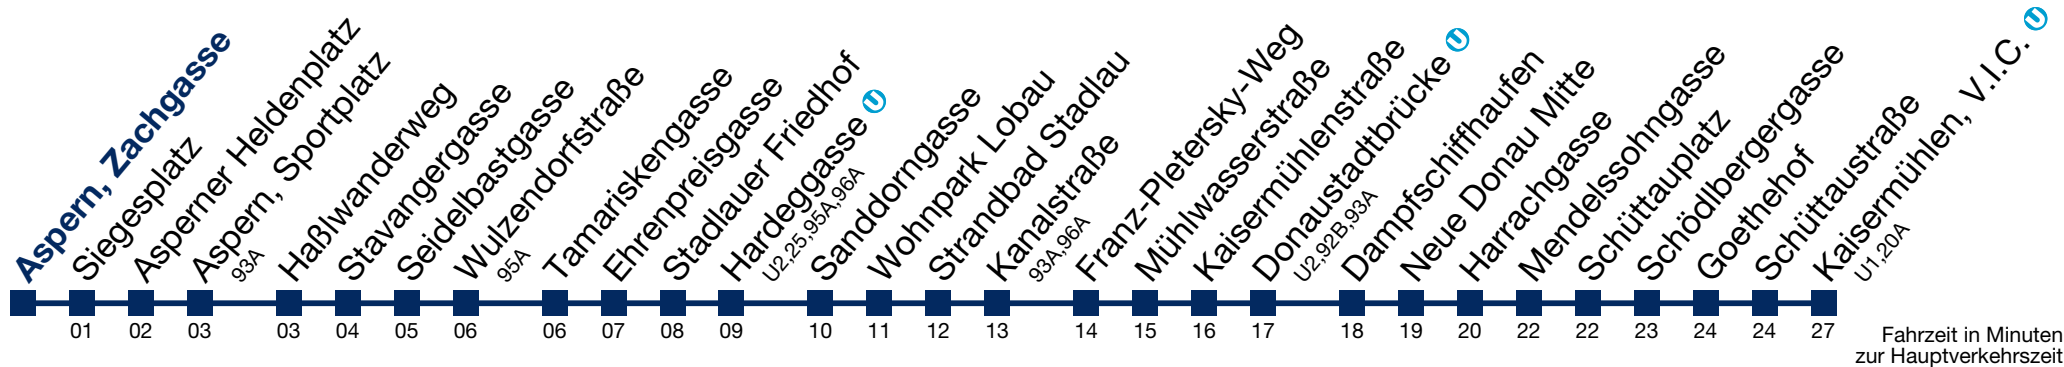 Aspern, Zachgasse
Siegesplatz
01
Asperner Heldenplatz
02
Aspern, Sportplatz
93A
03
Haßlwanderweg
03
Stavangergasse
04
Seidelbastgasse
05
Wulzendorfstraße
95A
06
Tamariskengasse
06
Ehrenpreisgasse
07
Stadlauer Friedhof
08
Hardeggasse U
U2,25,95A,96A
09
Sanddorngasse
10
Wohnpark Lobau
11
Strandbad Stadlau
12
Kanalstraße
93A,96A
13
Franz-Pletersky-Weg
14
Mühlwasserstraße
15
Kaisermühlenstraße
16
Donaustadtbrücke U
U2,92B,93A
17
Dampfschiffhaufen
18
Neue Donau Mitte
19
Harrachgasse
20
Mendelssohngasse
22
Schüttauplatz
22
Schödlbergergasse
23
Goethehof
24
Schüttaustraße
24
Kaisermühlen, V.I.C. U
U1,20A
27
Fahrzeit in Minuten
zur Hauptverkehrszeit